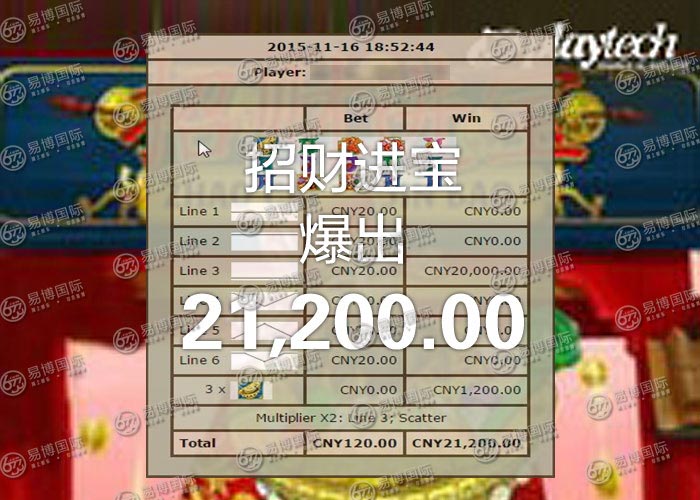 playtech
2015-11-16 18:52:44
Player:
Bet Win
招财进宝
Line 1 CNY20.00 CNY0.00
爆出
Line 2 CNY0.00
Line 3 CNY20.00 CNY20,000.00
21,200.00
Line 6 CNY20.00
3 x CNY0.00 CNY1,200.00
Multiplier X2: Line 3; Scatter
Total CNY120.00 CNY21,200.00
易博国际